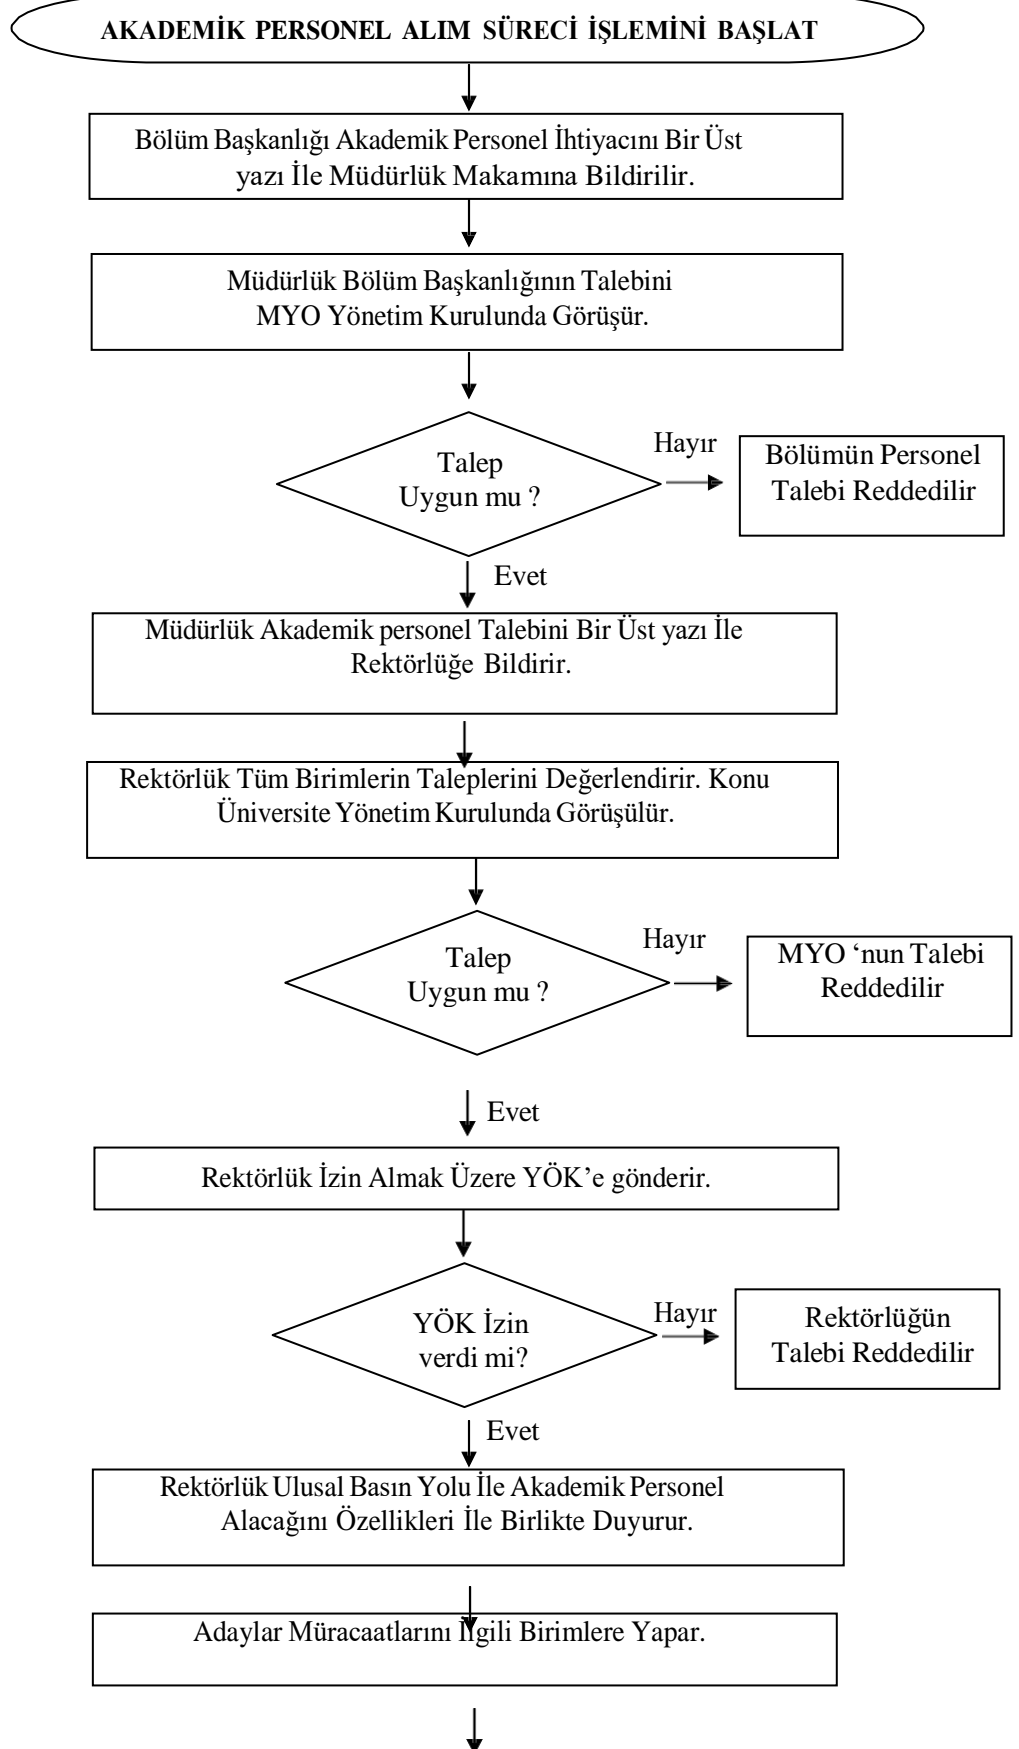 AKADEMİK PERSONEL ALIM SÜRECİ İŞLEMİNİ BAŞLAT
Bölüm Başkanlığı Akademik Personel İhtiyacını Bir Üst
yazı İle Müdürlük Makamına Bildirilir.
Müdürlük Bölüm Başkanlığının Talebini
MYO Yönetim Kurulunda Görüşür.
Talep
Uygun mu ?
Hayır
Bölümün Personel
Talebi Reddedilir
Evet
Müdürlük Akademik personel Talebini Bir Üst yazı İle
Rektörlüğe Bildirir.
Rektörlük Tüm Birimlerin Taleplerini Değerlendirir. Konu
Üniversite Yönetim Kurulunda Görüşülür.
Talep
Uygun mu ?
Hayır
MYO ‘nun Talebi
Reddedilir
Evet
Rektörlük İzin Almak Üzere YÖK’e gönderir.
YÖK İzin
verdi mi?
Hayır
Rektörlüğün
Talebi Reddedilir
Evet
Rektörlük Ulusal Basın Yolu İle Akademik Personel
Alacağını Özellikleri İle Birlikte Duyurur.
Adaylar Müracaatlarını İlgili Birimlere Yapar.